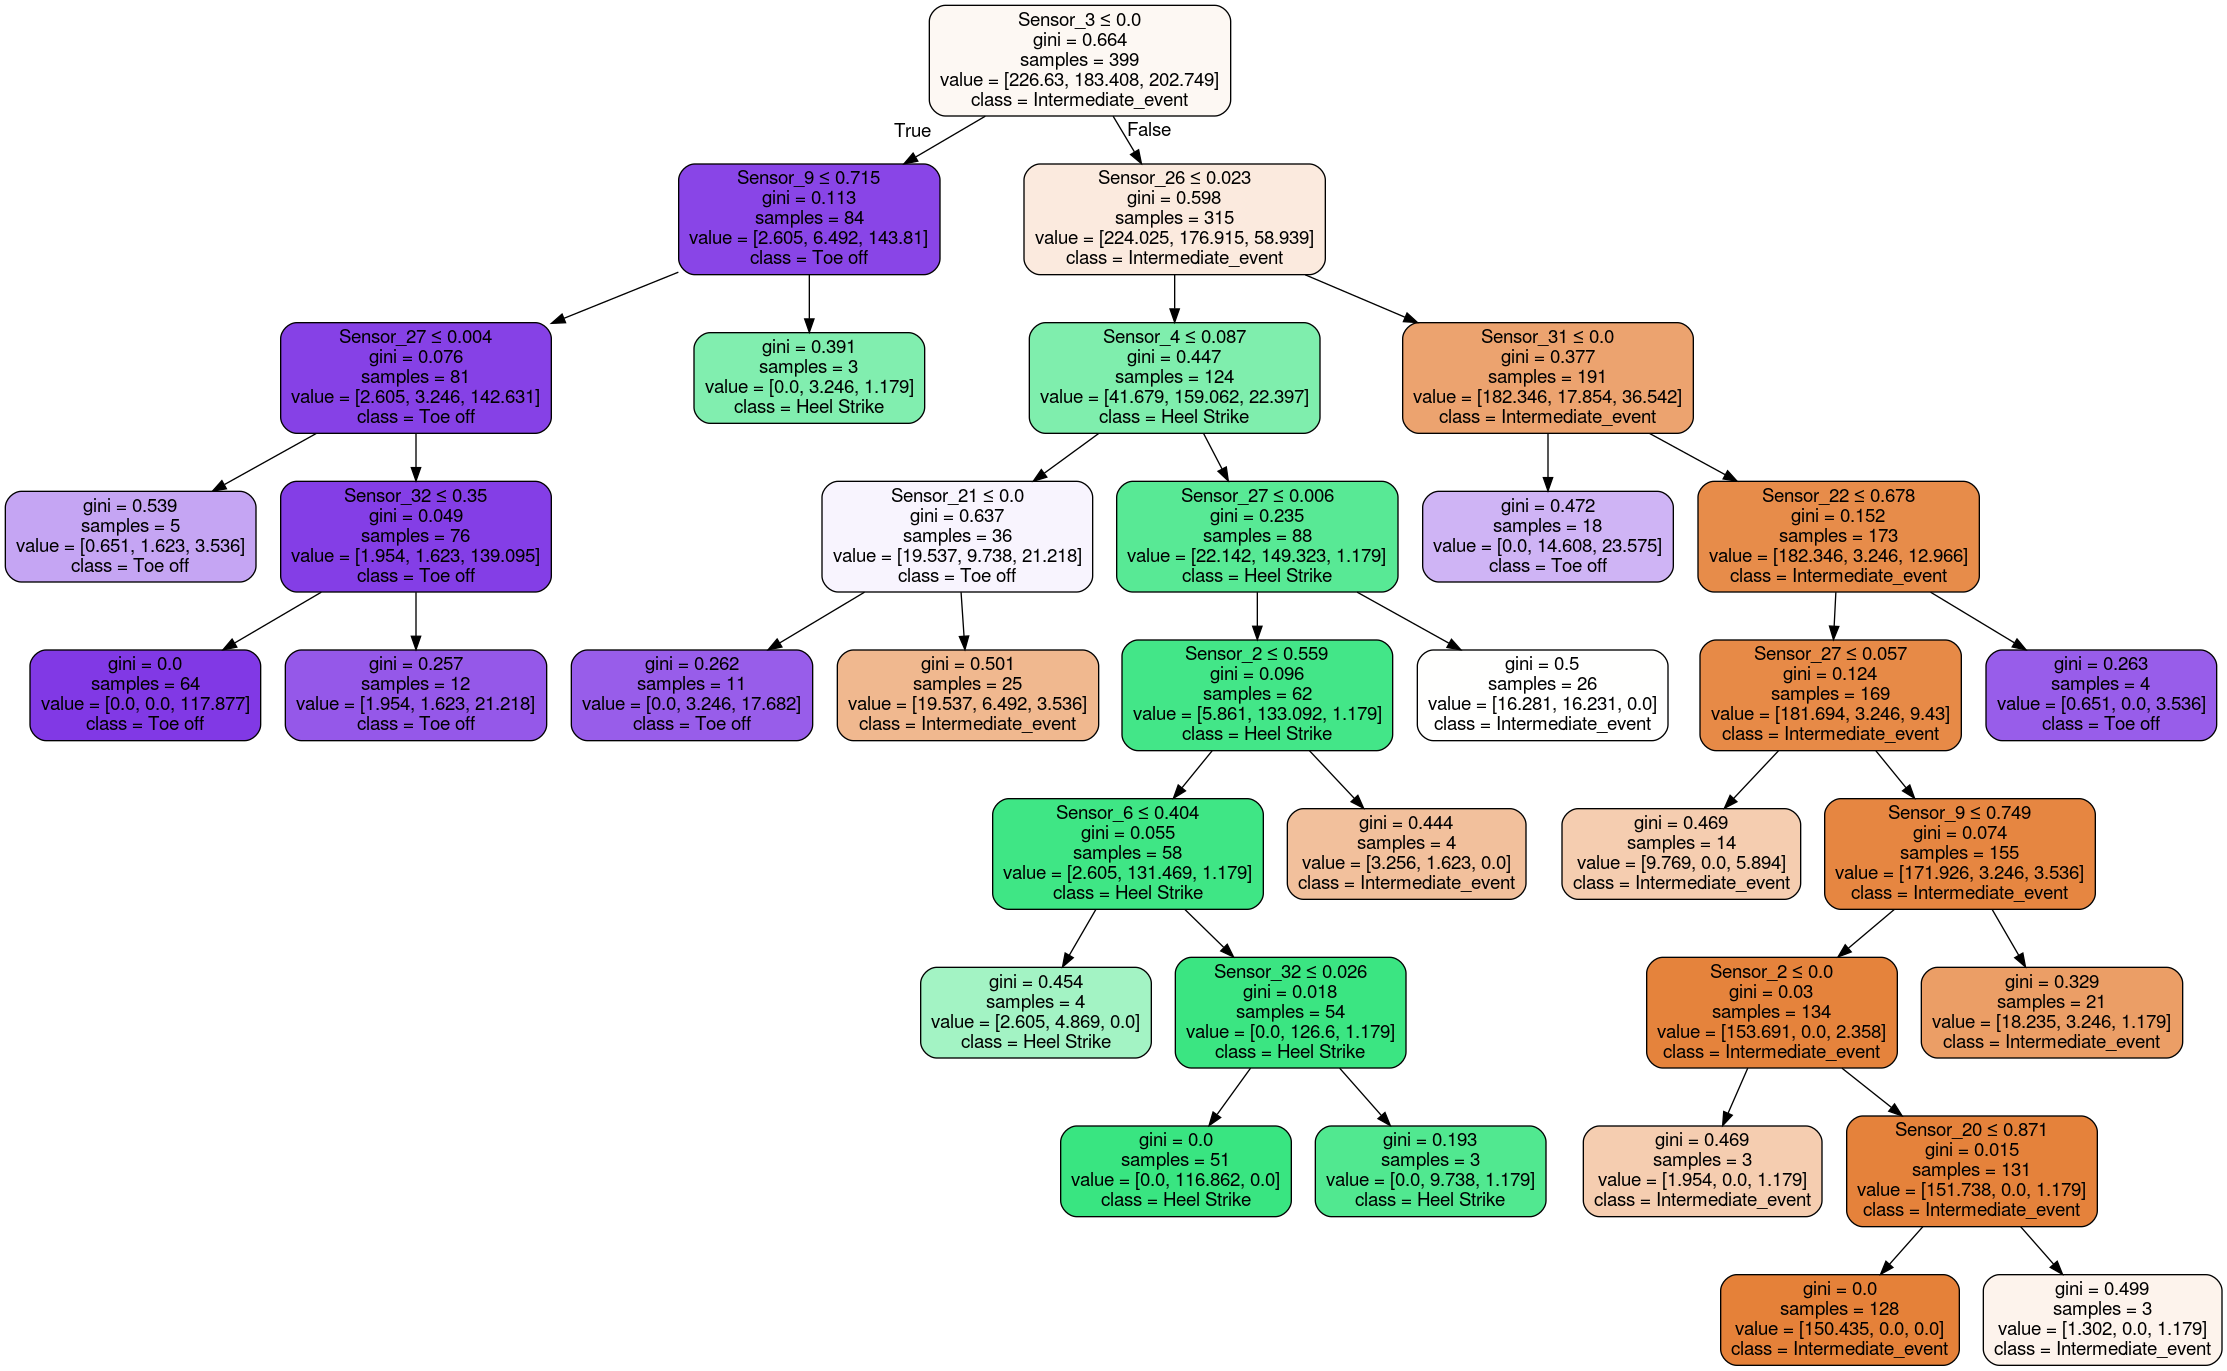 Sensor_3 ≤ 0.0
gini = 0.664
samples = 399
value = [226.63, 183.408, 202.749]
class = Intermediate_event
True
False
Sensor_9 ≤ 0.715
gini = 0.113
samples = 84
value = [2.605, 6.492, 143.81]
class = Toe off
Sensor_26 ≤ 0.023
gini = 0.598
samples = 315
value = [224.025, 176.915, 58.939]
class = Intermediate_event
Sensor_27 ≤ 0.004
gini = 0.076
samples = 81
value = [2.605, 3.246, 142.631]
class = Toe off
gini = 0.391
samples = 3
value = [0.0, 3.246, 1.179]
class = Heel Strike
Sensor_4 ≤ 0.087
gini = 0.447
samples = 124
value = [41.679, 159.062, 22.397]
class = Heel Strike
Sensor_31 ≤ 0.0
gini = 0.377
samples = 191
value = [182.346, 17.854, 36.542]
class = Intermediate_event
gini = 0.539
samples = 5
value = [0.651, 1.623, 3.536]
class = Toe off
Sensor_32 ≤ 0.35
gini = 0.049
samples = 76
value = [1.954, 1.623, 139.095]
class = Toe off
Sensor_21 ≤ 0.0
gini = 0.637
samples = 36
value = [19.537, 9.738, 21.218]
class = Toe off
Sensor_27 ≤ 0.006
gini = 0.235
samples = 88
value = [22.142, 149.323, 1.179]
class = Heel Strike
gini = 0.472
samples = 18
value = [0.0, 14.608, 23.575]
class = Toe off
Sensor_22 ≤ 0.678
gini = 0.152
samples = 173
value = [182.346, 3.246, 12.966]
class = Intermediate_event
gini = 0.0
samples = 64
value = [0.0, 0.0, 117.877]
class = Toe off
gini = 0.257
samples = 12
value = [1.954, 1.623, 21.218]
class = Toe off
gini = 0.262
samples = 11
value = [0.0, 3.246, 17.682]
class = Toe off
gini = 0.501
samples = 25
value = [19.537, 6.492, 3.536]
class = Intermediate_event
Sensor_2 ≤ 0.559
gini = 0.096
samples = 62
value = [5.861, 133.092, 1.179]
class = Heel Strike
gini = 0.5
samples = 26
value = [16.281, 16.231, 0.0]
class = Intermediate_event
Sensor_27 ≤ 0.057
gini = 0.124
samples = 169
value = [181.694, 3.246, 9.43]
class = Intermediate_event
gini = 0.263
samples = 4
value = [0.651, 0.0, 3.536]
class = Toe off
Sensor_6 ≤ 0.404
gini = 0.055
samples = 58
value = [2.605, 131.469, 1.179]
class = Heel Strike
gini = 0.444
samples = 4
value = [3.256, 1.623, 0.0]
class = Intermediate_event
gini = 0.469
samples = 14
value = [9.769, 0.0, 5.894]
class = Intermediate_event
Sensor_9 ≤ 0.749
gini = 0.074
samples = 155
value = [171.926, 3.246, 3.536]
class = Intermediate_event
gini = 0.454
samples = 4
value = [2.605, 4.869, 0.0]
class = Heel Strike
Sensor_32 ≤ 0.026
gini = 0.018
samples = 54
value = [0.0, 126.6, 1.179]
class = Heel Strike
Sensor_2 ≤ 0.0
gini = 0.03
samples = 134
value = [153.691, 0.0, 2.358]
class = Intermediate_event
gini = 0.329
samples = 21
value = [18.235, 3.246, 1.179]
class = Intermediate_event
gini = 0.0
samples = 51
value = [0.0, 116.862, 0.0]
class = Heel Strike
gini = 0.193
samples = 3
value = [0.0, 9.738, 1.179]
class = Heel Strike
gini = 0.469
samples = 3
value = [1.954, 0.0, 1.179]
class = Intermediate_event
Sensor_20 ≤ 0.871
gini = 0.015
samples = 131
value = [151.738, 0.0, 1.179]
class = Intermediate_event
gini = 0.0
samples = 128
value = [150.435, 0.0, 0.0]
class = Intermediate_event
gini = 0.499
samples = 3
value = [1.302, 0.0, 1.179]
class = Intermediate_event